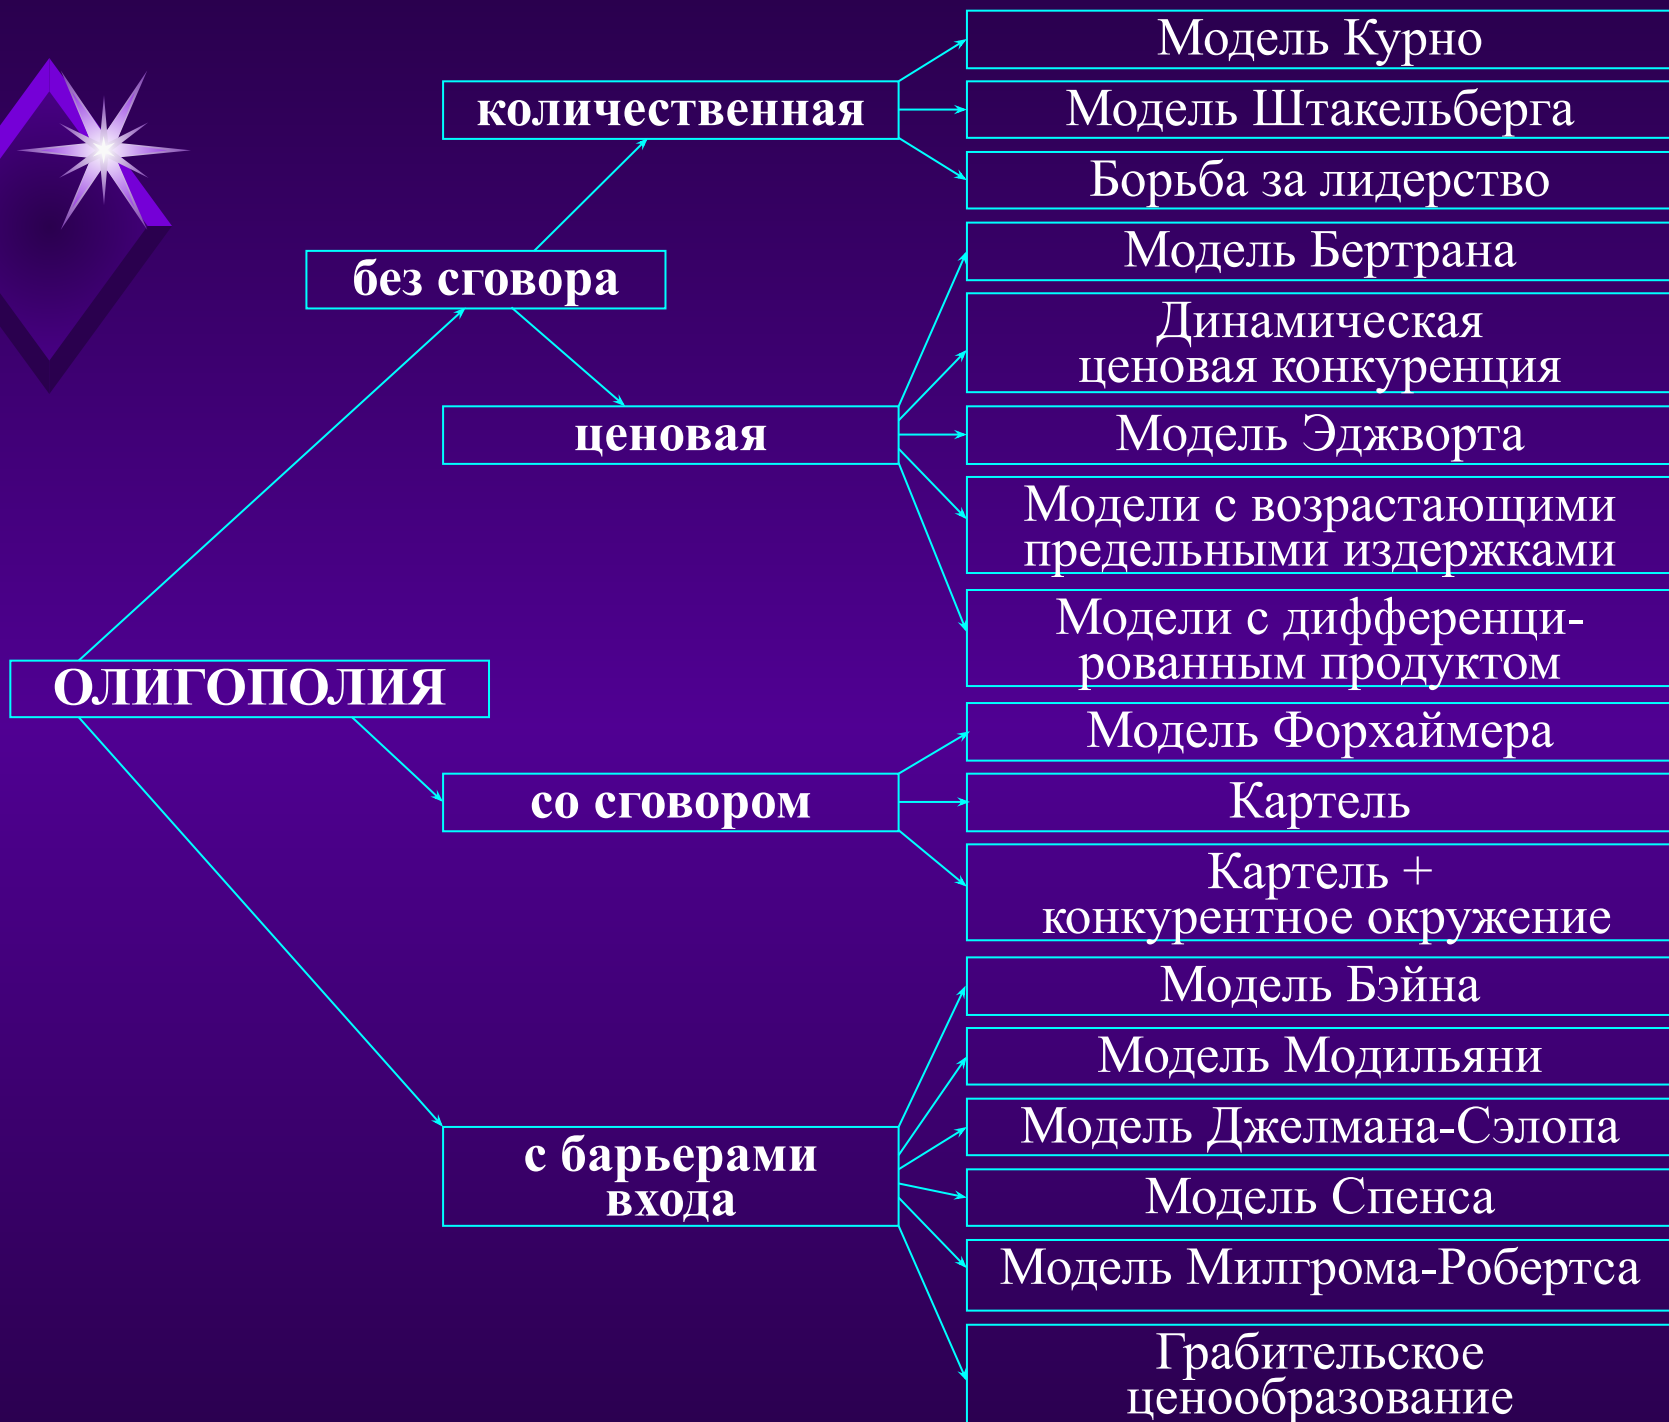 Модель Курно
количественная
Модель Штакельберга
Борьба за лидерство
без сговора
Модель Бертрана
Динамическая
ценовая конкуренция
ценовая
Модель Эджворта
Модели с возрастающими
предельными издержками
Модели с дифференци-
рованным продуктом
ОЛИГОПОЛИЯ
Модель Форхаймера
со сговором
Картель
Картель +
конкурентное окружение
Модель Бэйна
Модель Модильяни
Модель Джелмана-Сэлопа
с барьерами
входа
Модель Спенса
Модель Милгрома-Робертса
Грабительское
ценообразование